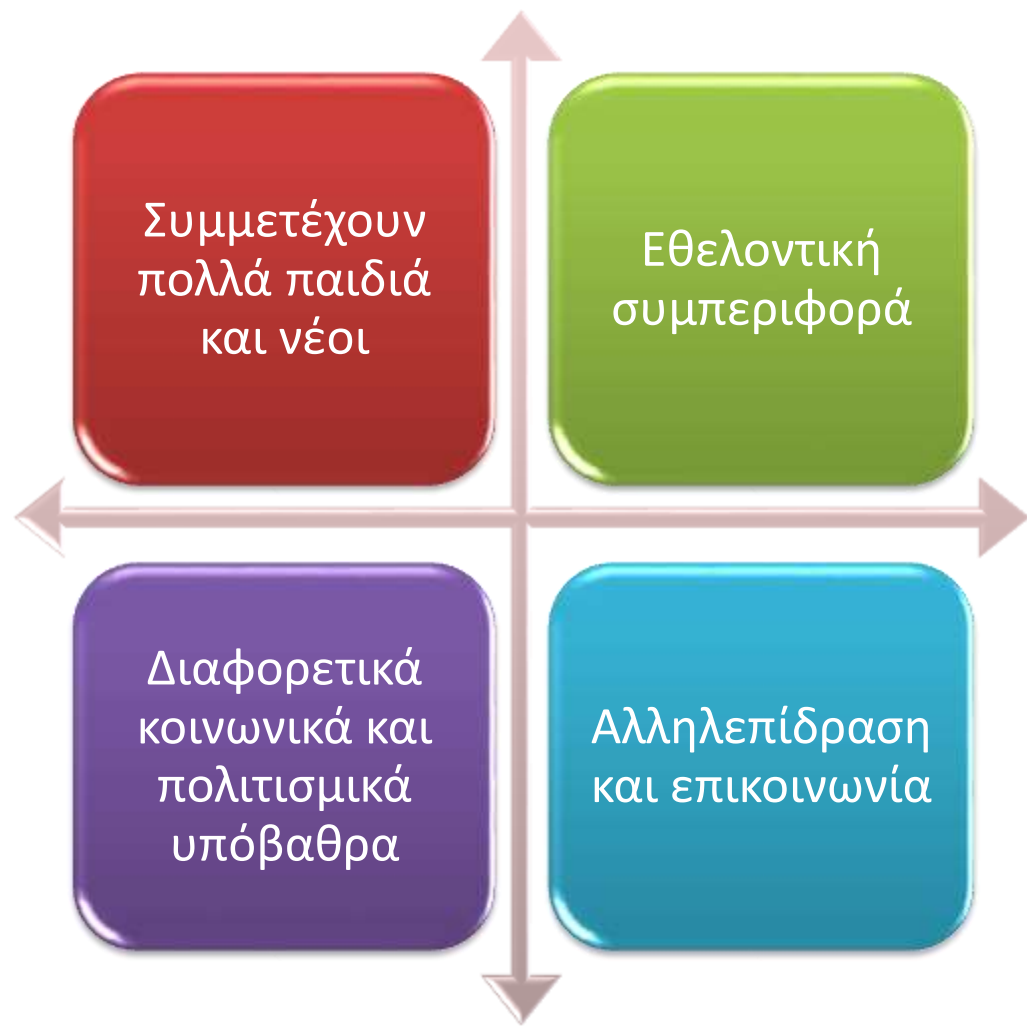 Συμμετέχουν
πολλά παιδιά
και νέοι
Εθελοντική
συμπεριφορά
Διαφορετικά
κοινωνικά και
πολιτισμικά
υπόβαθρα
Αλληλεπίδραση
και επικοινωνία